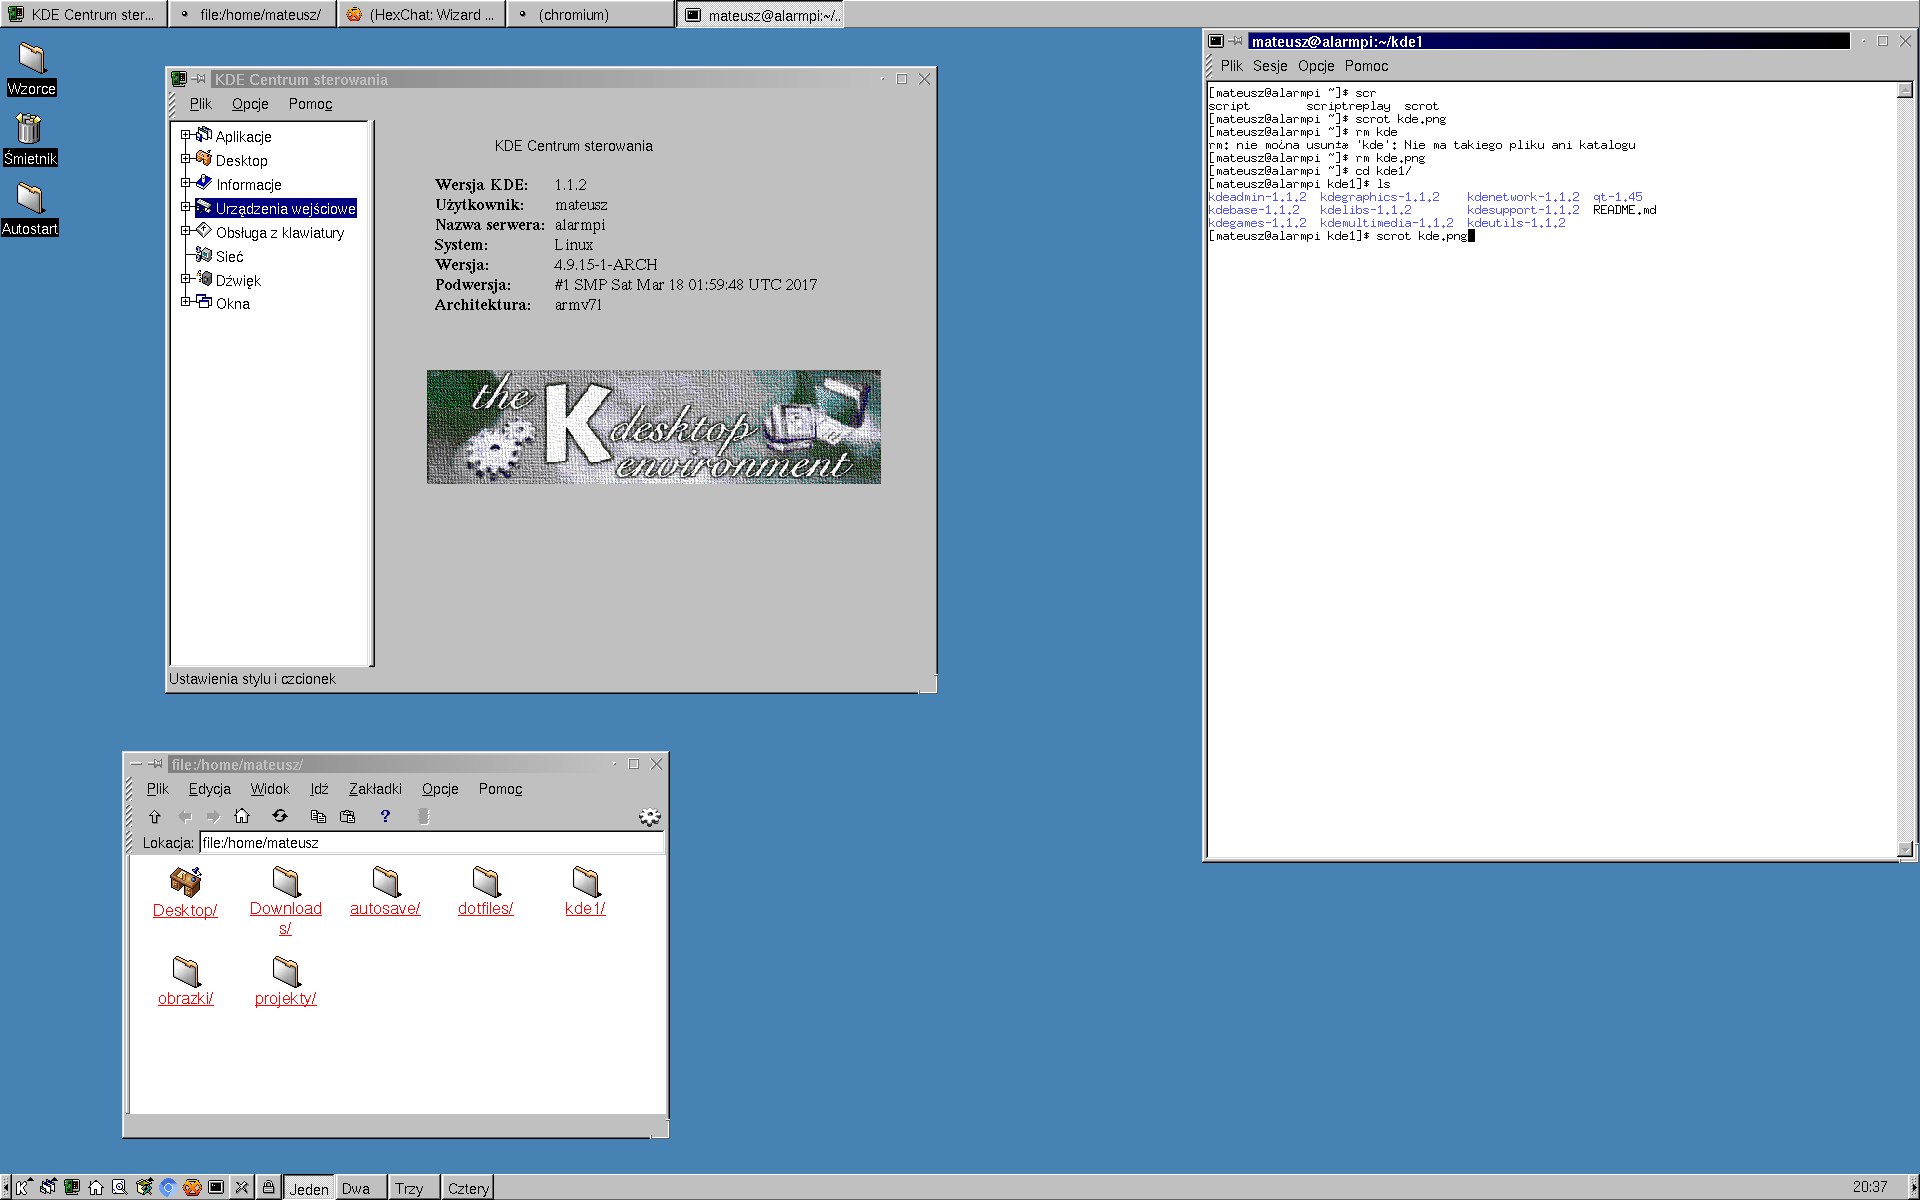 KDE Centrum ster...
file:/home/mateusz/
(HexChat: Wizard ...
(chromium)
mateusz@alarmpi:~/..
Wzorce
Śmietnik
Autostart
KDE Centrum sterowania
Plik Opcje Pomoc
Aplikacje
Desktop
Informacje
Urządzenia wejściowe
Obsługa z klawiatury
Sieć
Dźwięk
Okna
KDE Centrum sterowania
Wersja KDE: 1.1.2
Użytkownik: mateusz
Nazwa serwera: alarmpi
System: Linux
Wersja: 4.9.15-1-ARCH
Podwersja: #1 SMP Sat Mar 18 01:59:48 UTC 2017
Architektura: armv7l
the K desktop environment
Ustawienia stylu i czcionek
mateusz@alarmpi:~/kde1
Plik Sesje Opcje Pomoc
[mateusz@alarmpi ~]$ scr
script scriptreplay scrot
[mateusz@alarmpi ~]$ scrot kde.png
[mateusz@alarmpi ~]$ rm kde
rm: nie moźna usun±æ 'kde': Nie ma takiego pliku ani katalogu
[mateusz@alarmpi ~]$ rm kde.png
[mateusz@alarmpi ~]$ cd kde1/
[mateusz@alarmpi kde1]$ ls
kdeadmin-1.1.2 kdegraphics-1.1.2 kdenetwork-1.1.2 qt-1.45
kdebase-1.1.2 kdelibs-1.1.2 kdesupport-1.1.2 README.md
kdegames-1.1.2 kdemultimedia-1.1.2 kdeutils-1.1.2
[mateusz@alarmpi kde1]$ scrot kde.png
file:/home/mateusz/
Plik Edycja Widok Idź Zakładki Opcje Pomoc
Lokacja: file:/home/mateusz
Desktop/
Download
s/
autosave/
dotfiles/
kde1/
obrazki/
projekty/
Jeden
Dwa
Trzy
Cztery
20:37